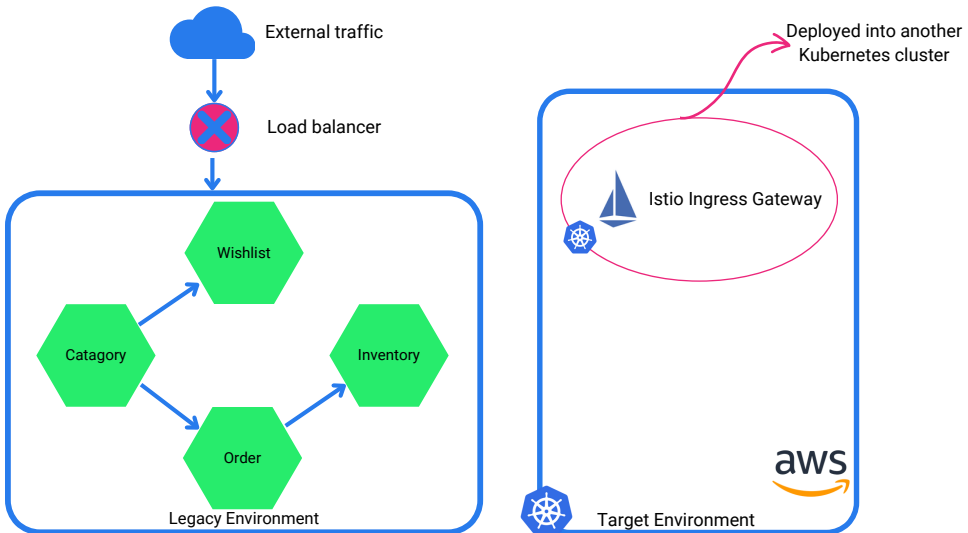 External traffic
Load balancer
Wishlist
Catagory
Inventory
Order
Legacy Environment
Deployed into another
Kubernetes cluster
Istio Ingress Gateway
aws
Target Environment